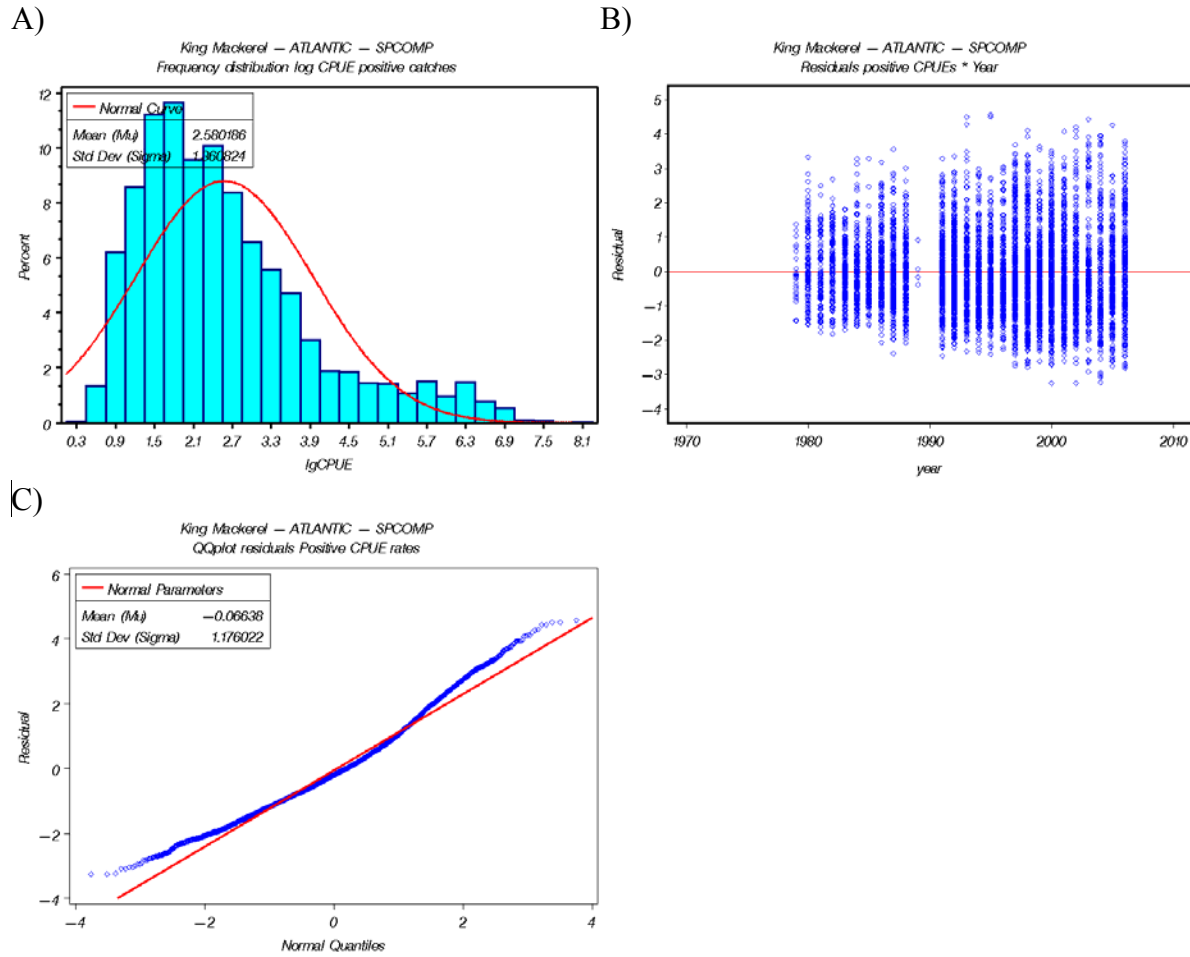 A)
King Mackerel – ATLANTIC – SPCOMP
Frequency distribution log CPUE positive catches
12
10
8
6
4
2
0
Percent
Normal Curve
Mean (Mu) 2.580186
Std Dev (Sigma) 1.360824
0.3 0.9 1.5 2.1 2.7 3.3 3.9 4.5 5.1 5.7 6.3 6.9 7.5 8.1
lgCPUE
B)
King Mackerel – ATLANTIC – SPCOMP
Residuals positive CPUEs * Year
5
4
3
2
1
0
−1
−2
−3
−4
Residual
1970 1980 1990 2000 2010
year
C)
King Mackerel – ATLANTIC – SPCOMP
QQplot residuals Positive CPUE rates
6
4
2
0
−2
−4
Residual
Normal Parameters
Mean (Mu) −0.06638
Std Dev (Sigma) 1.176022
−4 −2 0 2 4
Normal Quantiles